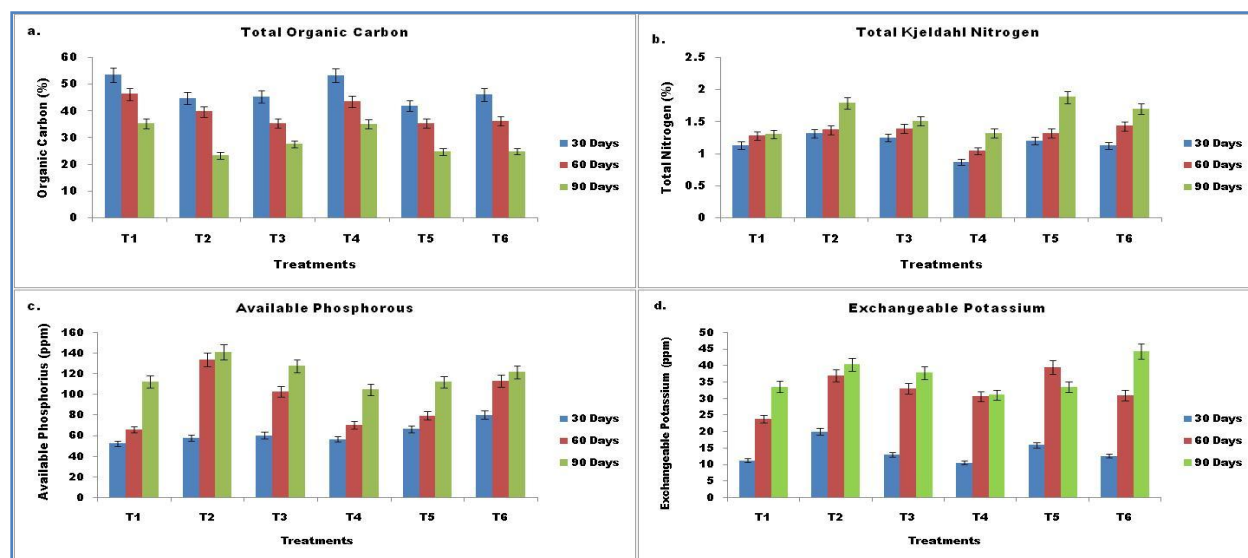 a.
Total Organic Carbon
Organic Carbon (%)
60
50
40
30
20
10
0
T1 T2 T3 T4 T5 T6
Treatments
30 Days
60 Days
90 Days
b.
Total Kjeldahl Nitrogen
Total Nitrogen (%)
2.5
2
1.5
1
0.5
0
T1 T2 T3 T4 T5 T6
Treatments
30 Days
60 Days
90 Days
c.
Available Phosphorous
Available Phosphorius (ppm)
160
140
120
100
80
60
40
20
0
T1 T2 T3 T4 T5 T6
Treatments
30 Days
60 Days
90 Days
d.
Exchangeable Potassium
Exchangeable Potassium (ppm)
50
45
40
35
30
25
20
15
10
5
0
T1 T2 T3 T4 T5 T6
Treatments
30 Days
60 Days
90 Days